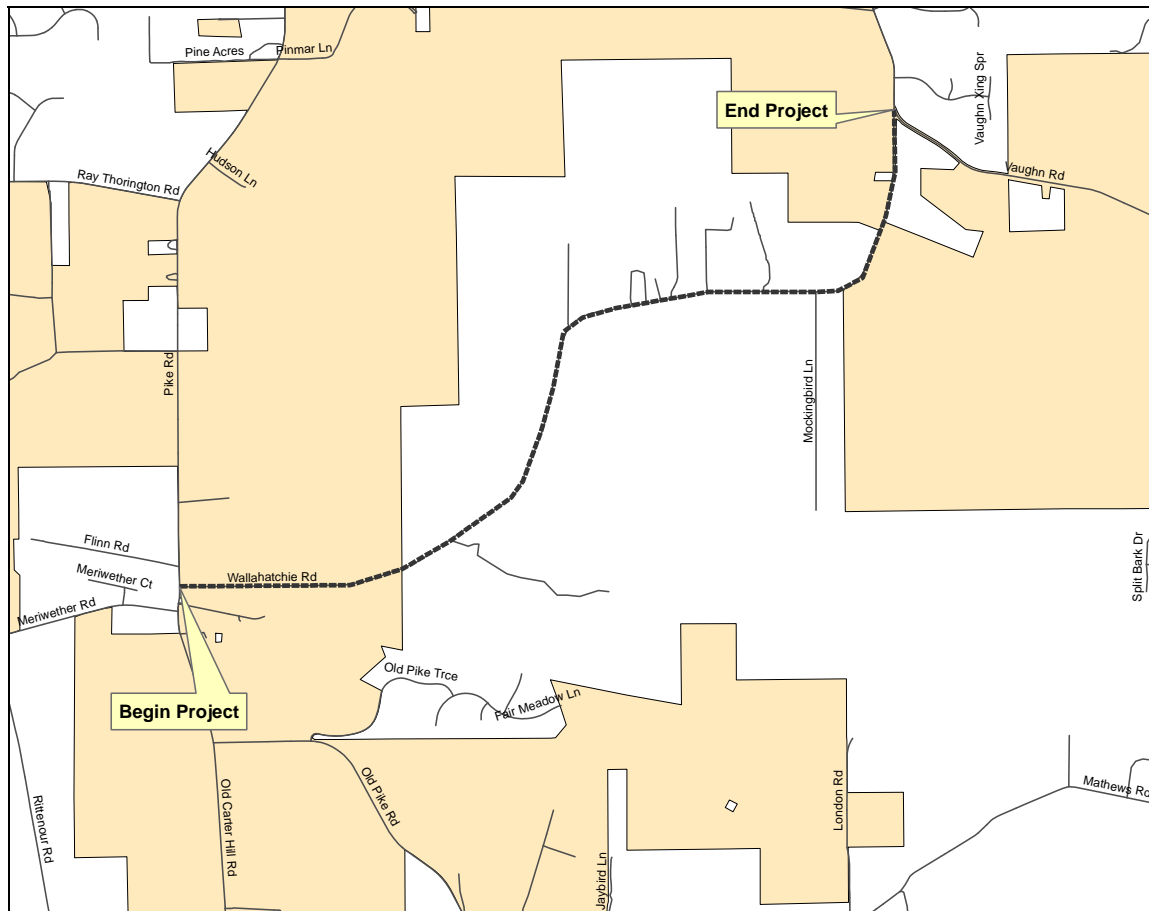 Pine Acres
Pinmar Ln
Vaughn Xing Spr
End Project
Hudson Ln
Ray Thorington Rd
Vaughn Rd
Pike Rd
Mockingbird Ln
Flinn Rd
Meriwether Ct
Wallahatchie Rd
Meriwether Rd
Split Bark Dr
Old Pike Trce
Fair Meadow Ln
Begin Project
Old Pike Rd
Old Carter Hill Rd
Rittenour Rd
London Rd
Mathews Rd
Jaybird Ln